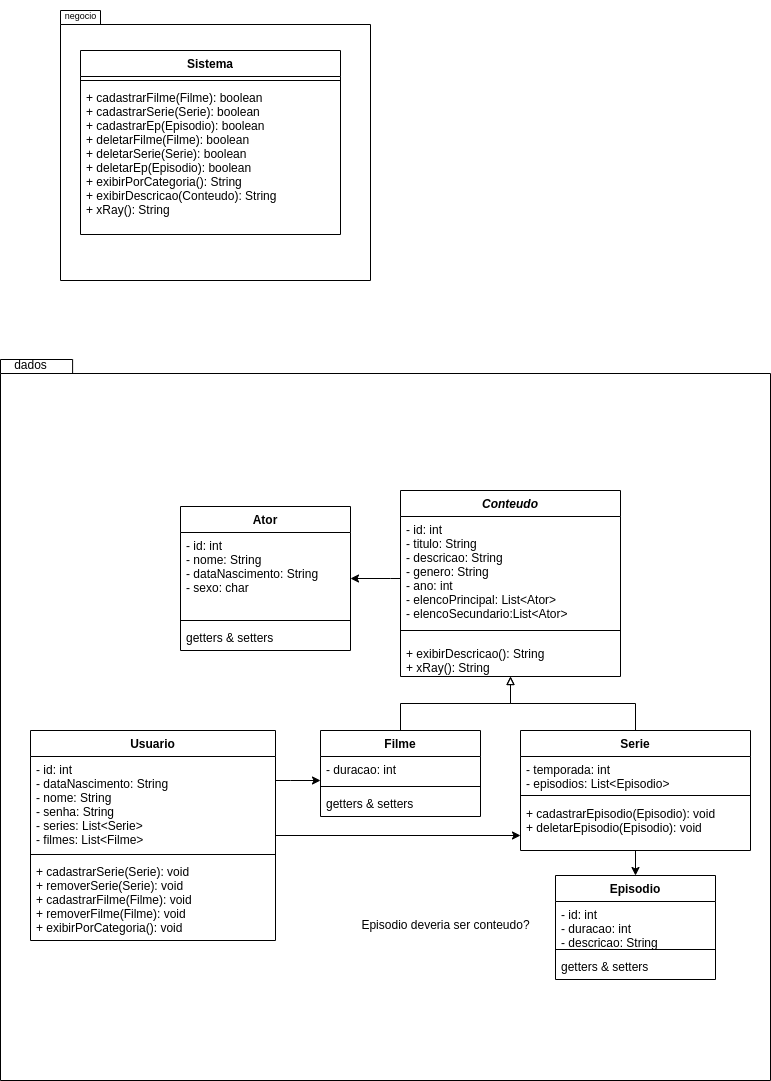 negocio
Sistema
+ cadastrarFilme(Filme): boolean
+ cadastrarSerie(Serie): boolean
+ cadastrarEp(Episodio): boolean
+ deletarFilme(Filme): boolean
+ deletarSerie(Serie): boolean
+ deletarEp(Episodio): boolean
+ exibirPorCategoria(): String
+ exibirDescricao(Conteudo): String
+ xRay(): String
dados
Ator
- id: int
- nome: String
- dataNascimento: String
- sexo: char
getters & setters
Conteudo
- id: int
- titulo: String
- descricao: String
- genero: String
- ano: int
- elencoPrincipal: List<Ator>
- elencoSecundario:List<Ator>
+ exibirDescricao(): String
+ xRay(): String
Usuario
- id: int
- dataNascimento: String
- nome: String
- senha: String
- series: List<Serie>
- filmes: List<Filme>
+ cadastrarSerie(Serie): void
+ removerSerie(Serie): void
+ cadastrarFilme(Filme): void
+ removerFilme(Filme): void
+ exibirPorCategoria(): void
Filme
- duracao: int
getters & setters
Serie
- temporada: int
- episodios: List<Episodio>
+ cadastrarEpisodio(Episodio): void
+ deletarEpisodio(Episodio): void
Episodio deveria ser conteudo?
Episodio
- id: int
- duracao: int
- descricao: String
getters & setters